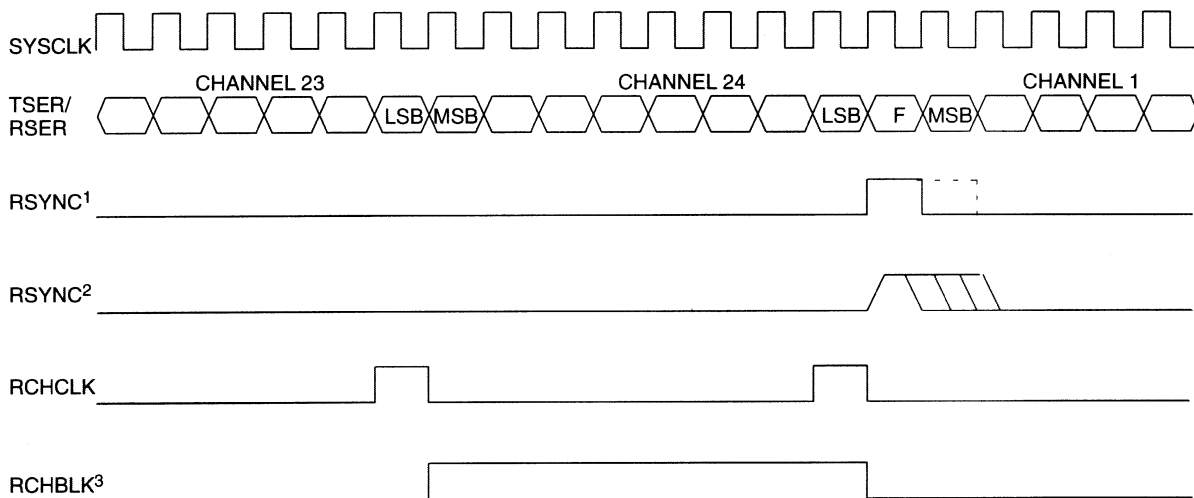 SYSCLK
CHANNEL 23 CHANNEL 24 CHANNEL 1
TSER/
RSER
LSB MSB LSB F MSB
RSYNC1
RSYNC2
RCHCLK
RCHBLK3